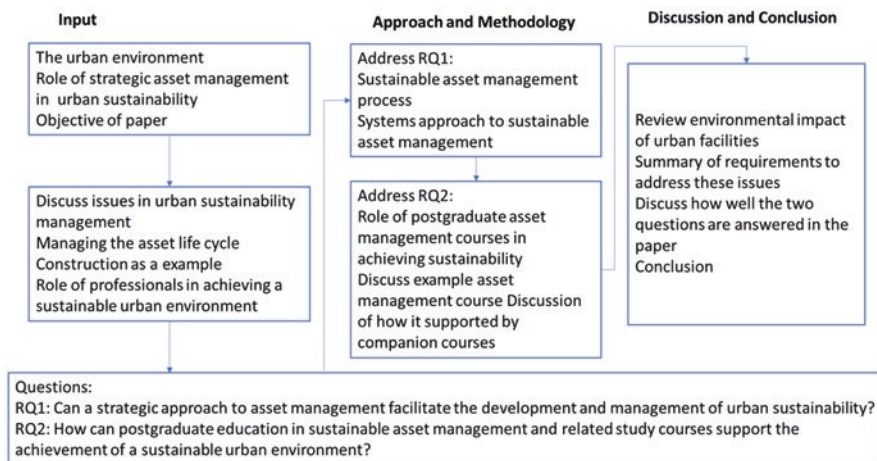 Input
The urban environment
Role of strategic asset management
in urban sustainability
Objective of paper
Discuss issues in urban sustainability
management
Managing the asset life cycle
Construction as a example
Role of professionals in achieving a
sustainable urban environment
Approach and Methodology
Address RQ1:
Sustainable asset management
process
Systems approach to sustainable
asset management
Address RQ2:
Role of postgraduate asset
management courses in
achieving sustainability
Discuss example asset
management course Discussion
of how it supported by
companion courses
Discussion and Conclusion
Review environmental impact
of urban facilities
Summary of requirements to
address these issues
Discuss how well the two
questions are answered in the
paper
Conclusion
Questions:
RQ1: Can a strategic approach to asset management facilitate the development and management of urban sustainability?
RQ2: How can postgraduate education in sustainable asset management and related study courses support the
achievement of a sustainable urban environment?